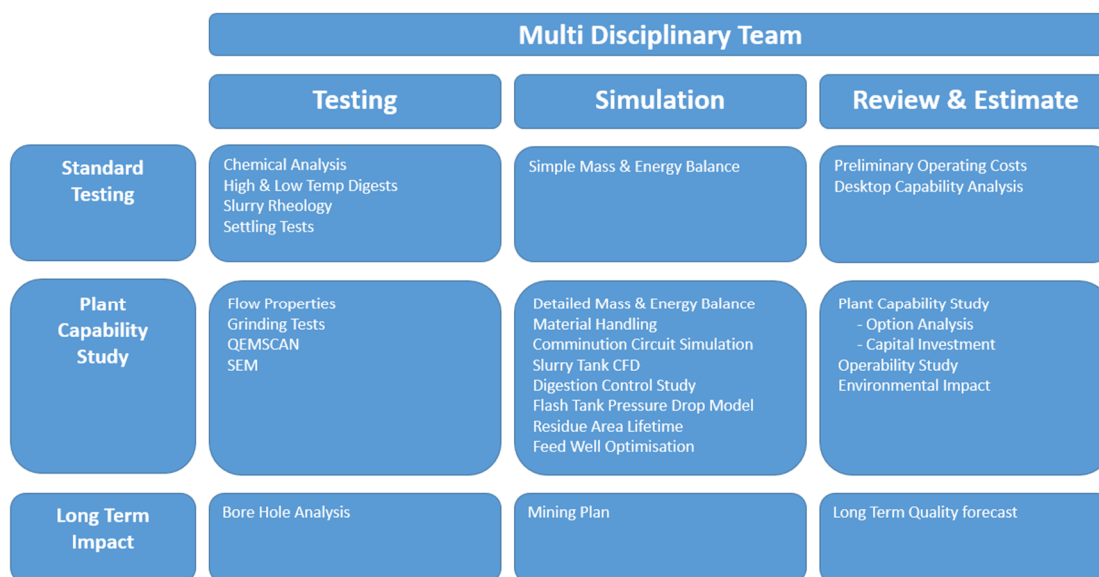 Multi Disciplinary Team
Testing
Simulation
Review & Estimate
Standard
Testing
Chemical Analysis
High & Low Temp Digests
Slurry Rheology
Settling Tests
Simple Mass & Energy Balance
Preliminary Operating Costs
Desktop Capability Analysis
Plant
Capability
Study
Flow Properties
Grinding Tests
QEMSCAN
SEM
Detailed Mass & Energy Balance
Material Handling
Comminution Circuit Simulation
Slurry Tank CFD
Digestion Control Study
Flash Tank Pressure Drop Model
Residue Area Lifetime
Feed Well Optimisation
Plant Capability Study
- Option Analysis
- Capital Investment
Operability Study
Environmental Impact
Long Term
Impact
Bore Hole Analysis
Mining Plan
Long Term Quality forecast